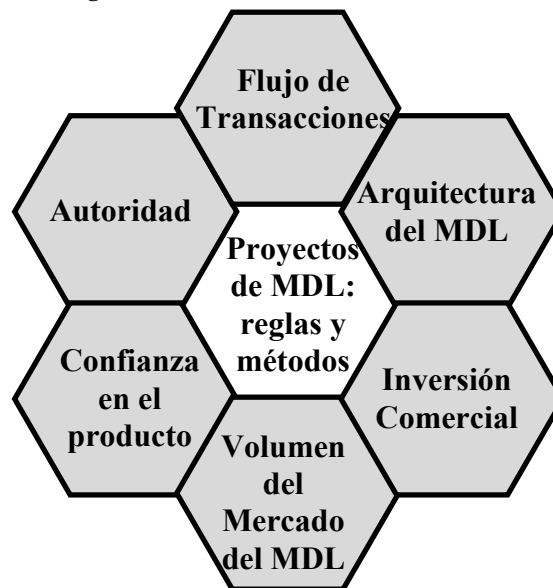 Flujo de
Transacciones
Arquitectura
del MDL
Autoridad
Proyectos
de MDL:
reglas y
métodos
Confianza
en el
producto
Inversión
Comercial
Volumen
del
Mercado
del MDL